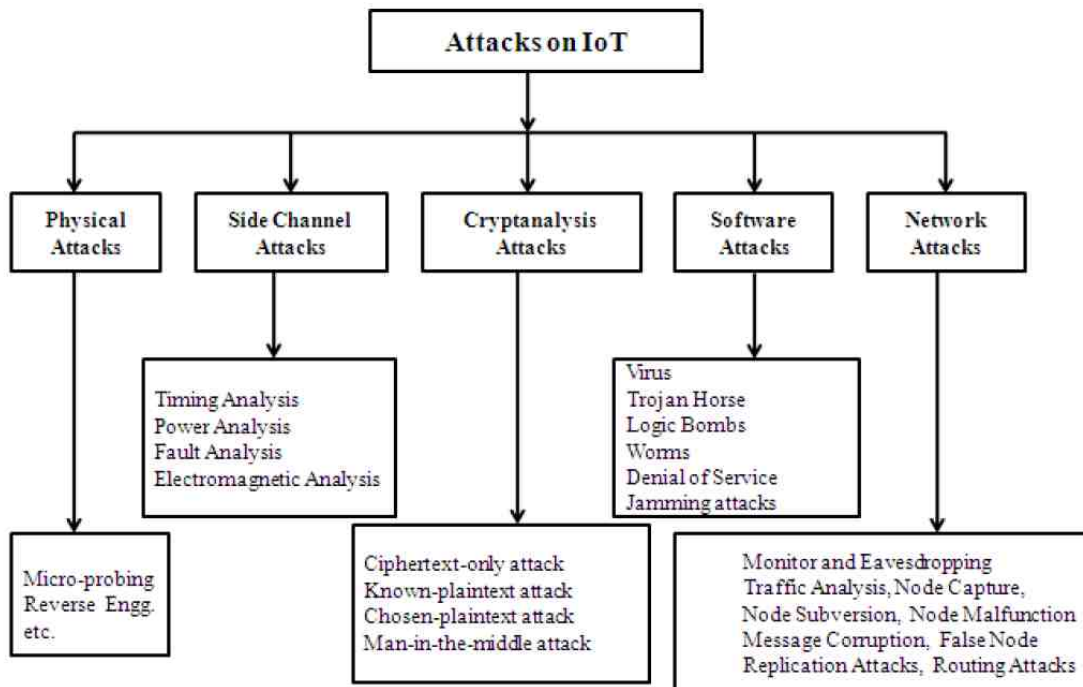 Attacks on IoT
Physical
Attacks
Side Channel
Attacks
Cryptanalysis
Attacks
Software
Attacks
Network
Attacks
Timing Analysis
Power Analysis
Fault Analysis
Electromagnetic Analysis
Virus
Trojan Horse
Logic Bombs
Worms
Denial of Service
Jamming attacks
Micro-probing
Reverse Engg.
etc.
Ciphertext-only attack
Known-plaintext attack
Chosen-plaintext attack
Man-in-the-middle attack
Monitor and Eavesdropping
Traffic Analysis, Node Capture,
Node Subversion, Node Malfunction
Message Corruption, False Node
Replication Attacks, Routing Attacks